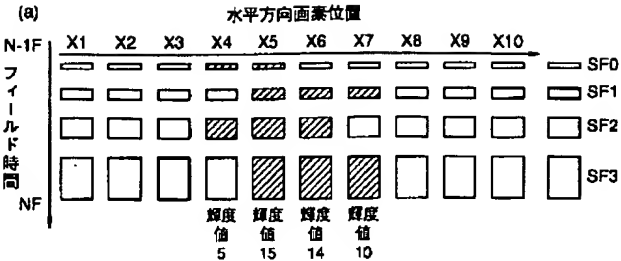 (a)
水平方向画素位置
N-1F X1 X2 X3 X4 X5 X6 X7 X8 X9 X10
SF0
SF1
SF2
SF3
フィールド時間
NF
輝度値 輝度値 輝度値 輝度値
5 15 14 10